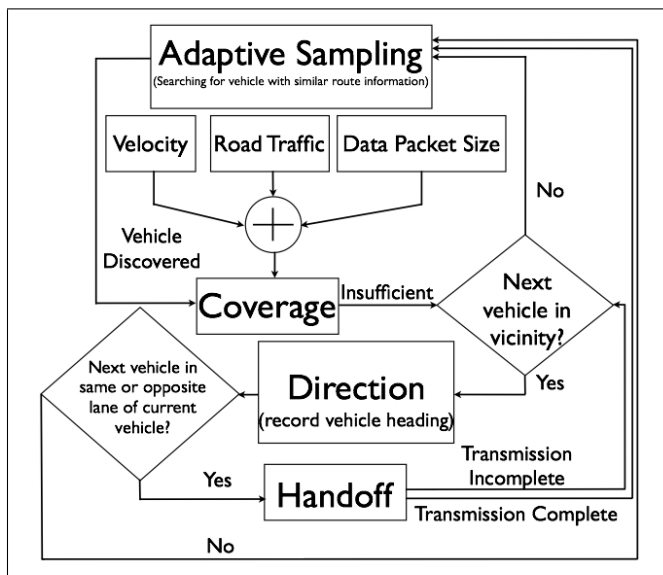 Adaptive Sampling
(Searching for vehicle with similar route information)
Velocity
Road Traffic
Data Packet Size
No
Vehicle
Discovered
Coverage
Insufficient
Next
vehicle in
vicinity?
Yes
Direction
(record vehicle heading)
Next vehicle in
same or opposite
lane of current
vehicle?
Yes
Handoff
Transmission
Incomplete
Transmission Complete
No